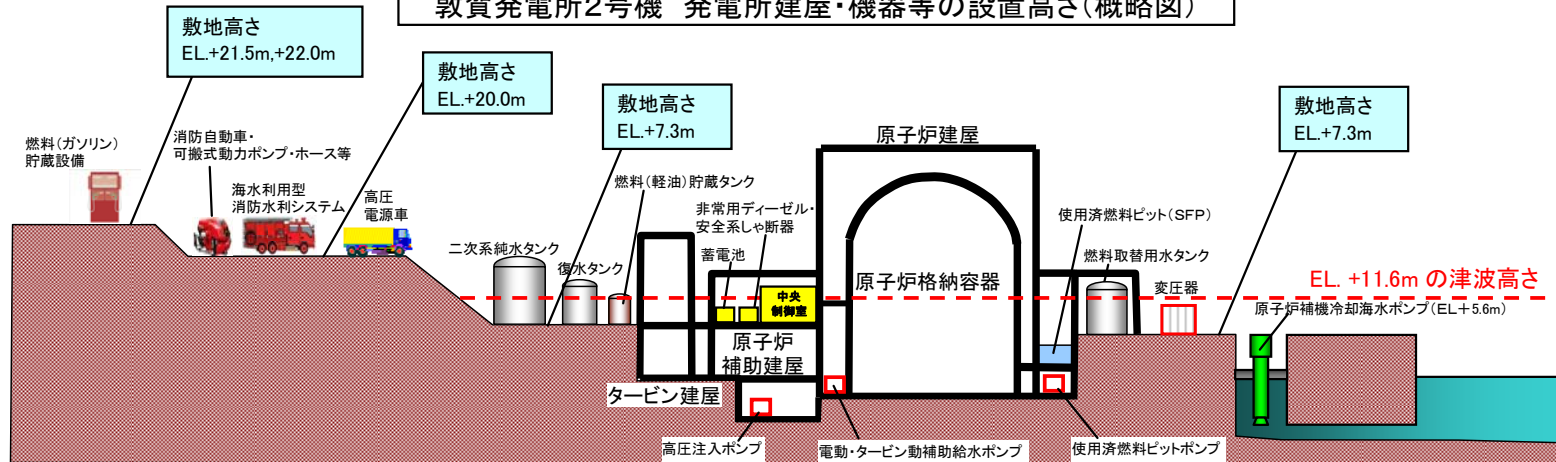 敦賀発電所2号機 発電所建屋・機器等の設置高さ(概略図)
敷地高さ
EL.+21.5m,+22.0m
敷地高さ
EL.+20.0m
敷地高さ
EL.+7.3m
敷地高さ
EL.+7.3m
燃料(ガソリン)
貯蔵設備
消防自動車・
可搬式動力ポンプ・ホース等
海水利用型
消防水利システム
高圧
電源車
二次系純水タンク
復水タンク
燃料(軽油)貯蔵タンク
非常用ディーゼル・
安全系しゃ断器
蓄電池
中央
制御室
原子炉建屋
原子炉格納容器
使用済燃料ピット(SFP)
燃料取替用水タンク
変圧器
EL. +11.6m の津波高さ
原子炉補機冷却海水ポンプ(EL+5.6m)
原子炉
補助建屋
タービン建屋
高圧注入ポンプ
電動・タービン動補助給水ポンプ
使用済燃料ピットポンプ